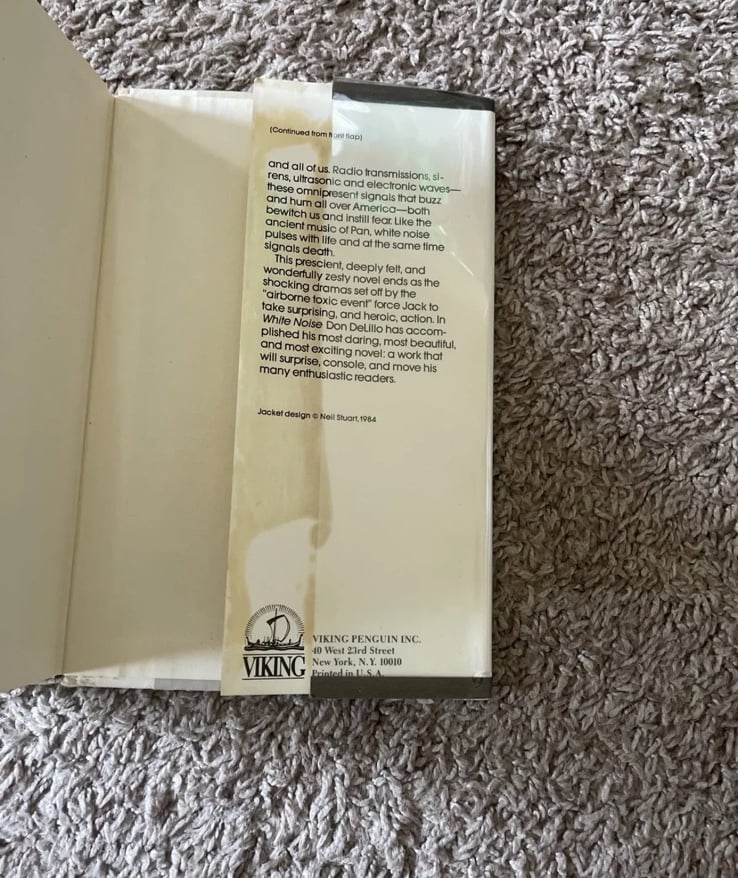 (Continued from front flap)
and all of us. Radio transmissions, si-
rens, ultrasonic and electronic waves—
these omnipresent signals that buzz
and hum all over America—both
bewitch us and instill fear. Like the
ancient music of Pan, white noise
pulses with life and at the same time
signals death.
This prescient, deeply felt, and
wonderfully zesty novel ends as the
shocking dramas set off by the
"airborne toxic event" force Jack to
take surprising, and heroic, action. In
White Noise Don DeLillo has accom-
plished his most daring, most beautiful,
and most exciting novel: a work that
will surprise, console, and move his
many enthusiastic readers.
Jacket design © Neil Stuart, 1984
VIKING
VIKING PENGUIN INC.
40 West 23rd Street
New York, N.Y. 10010
Printed in U.S.A.